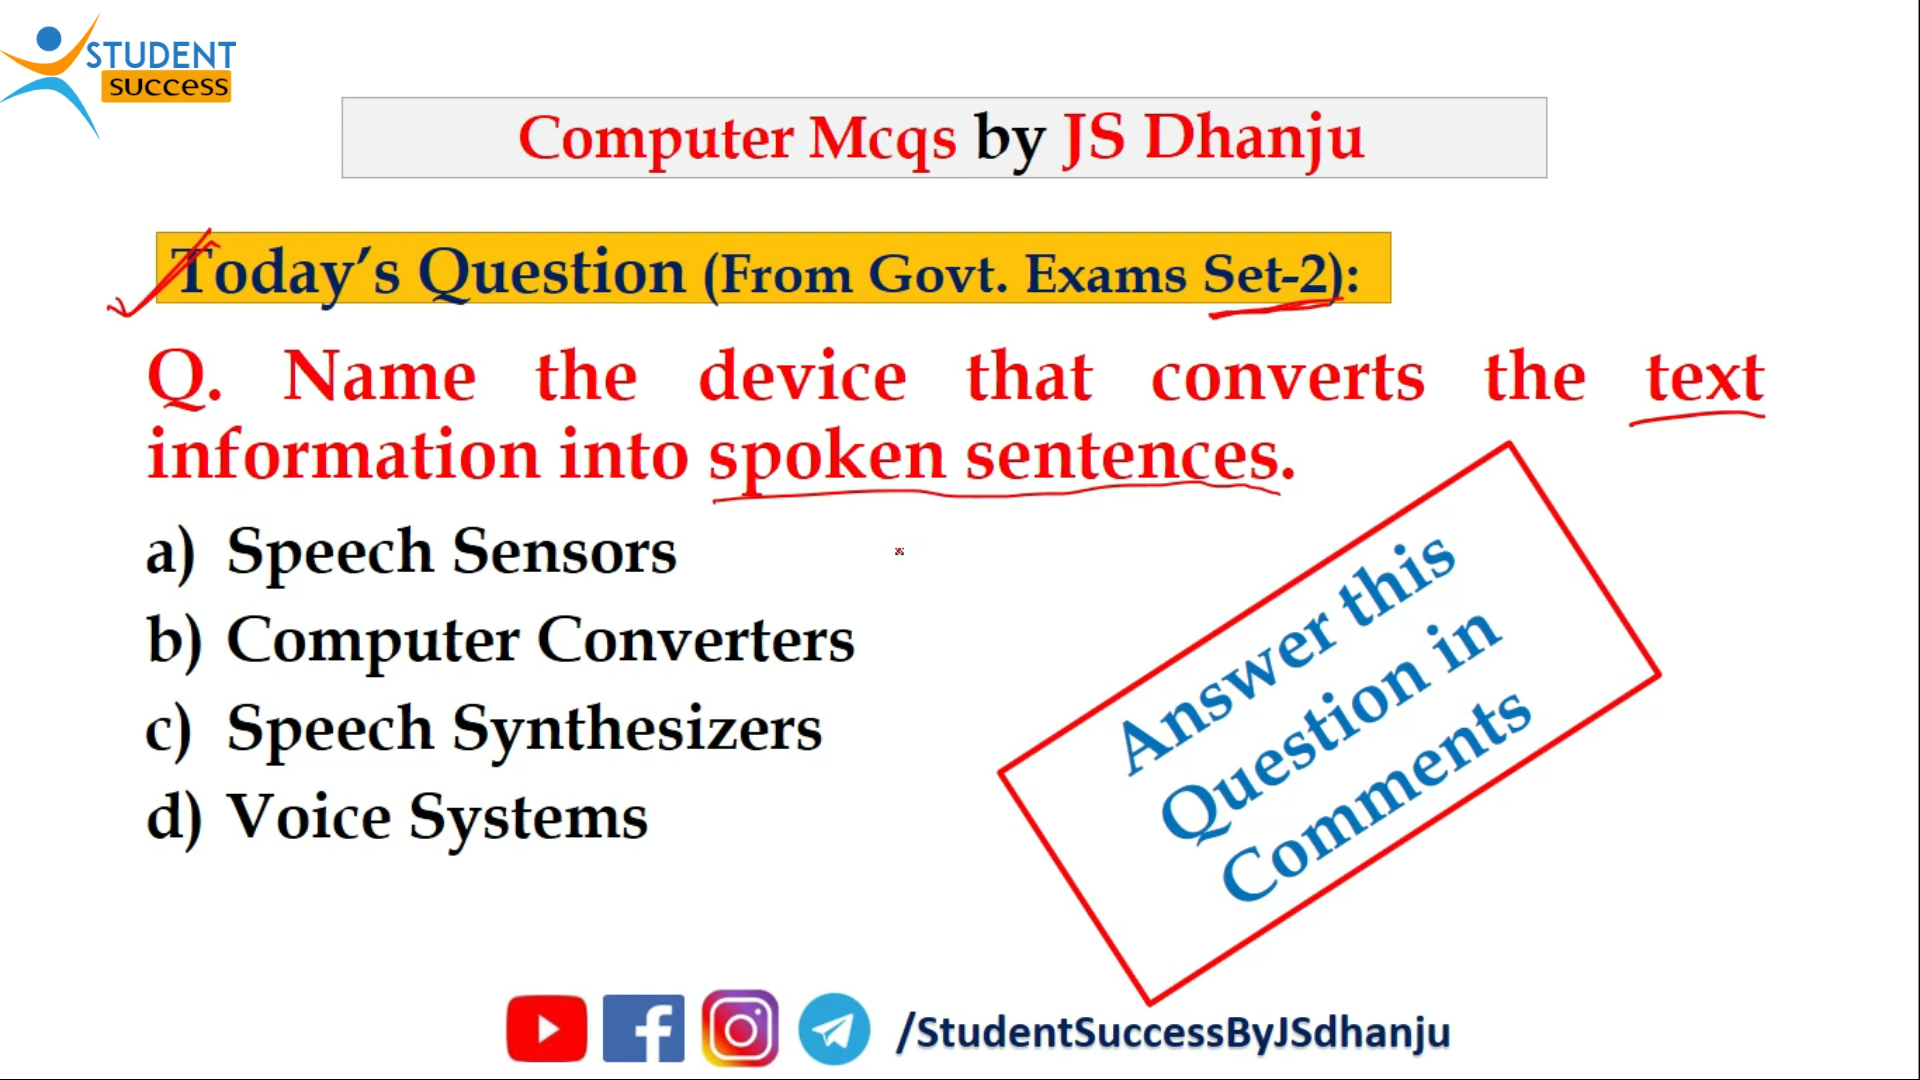 STUDENT
success
Computer Mcqs by JS Dhanju
Today's Question (From Govt. Exams Set-2):
Q. Name the device that converts the text
information into spoken sentences.
a) Speech Sensors
b) Computer Converters
c) Speech Synthesizers
d) Voice Systems
Answer this
Question in
Comments
/StudentSuccessByJSdhanju